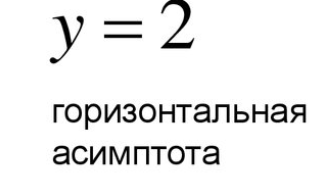 y = 2
горизонтальная
асимптота